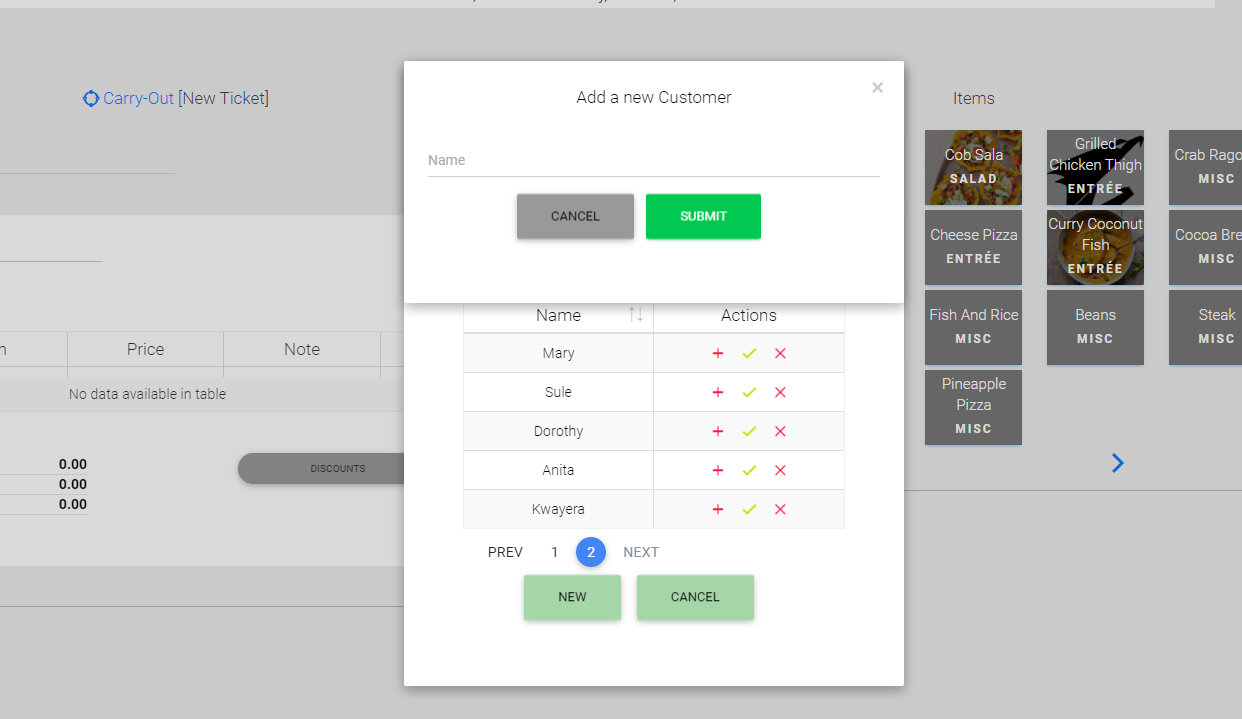 Carry-Out [New Ticket]
×
Add a new Customer
Name
CANCEL
SUBMIT
Items
Cob Sala
SALAD
Grilled
Chicken Thigh
ENTRÉE
Crab Rago
MISC
Cheese Pizza
ENTRÉE
Curry Coconut
Fish
ENTRÉE
Cocoa Bre
MISC
Fish And Rice
MISC
Beans
MISC
Steak
MISC
Pineapple
Pizza
MISC
Price
Note
No data available in table
0.00
0.00
0.00
DISCOUNTS
Name
Actions
Mary
Sule
Dorothy
Anita
Kwayera
PREV 1 2 NEXT
NEW
CANCEL